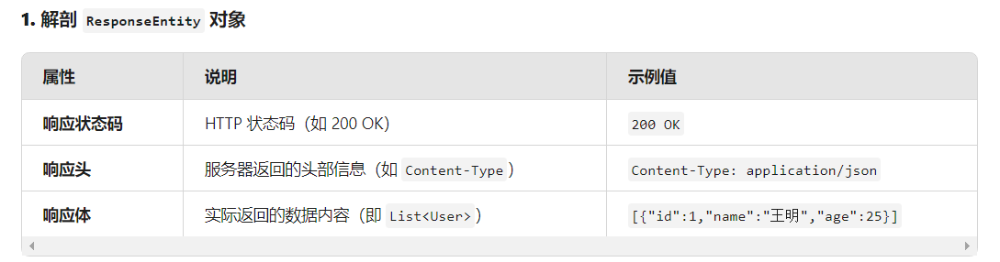 1. 解剖 ResponseEntity 对象
属性 说明 示例值
响应状态码 HTTP 状态码（如 200 OK） 200 OK
响应头 服务器返回的头部信息（如 Content-Type） Content-Type: application/json
响应体 实际返回的数据内容（即 List<User>） [{"id":1,"name":"王明","age":25}]